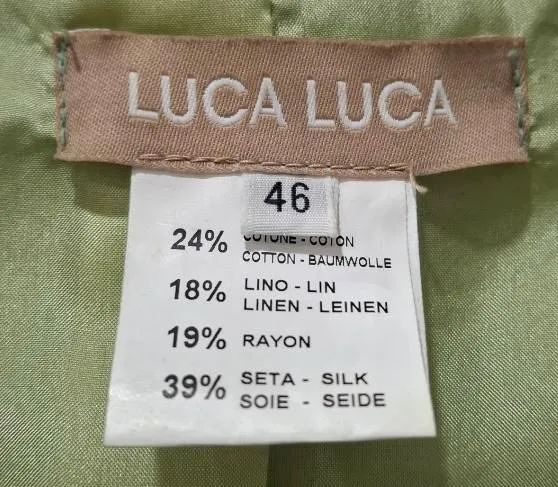 LUCA LUCA
46
24% COTONE - COTON
COTTON - BAUMWOLLE
18% LINO - LIN
LINEN - LEINEN
19% RAYON
39% SETA - SILK
SOIE - SEIDE